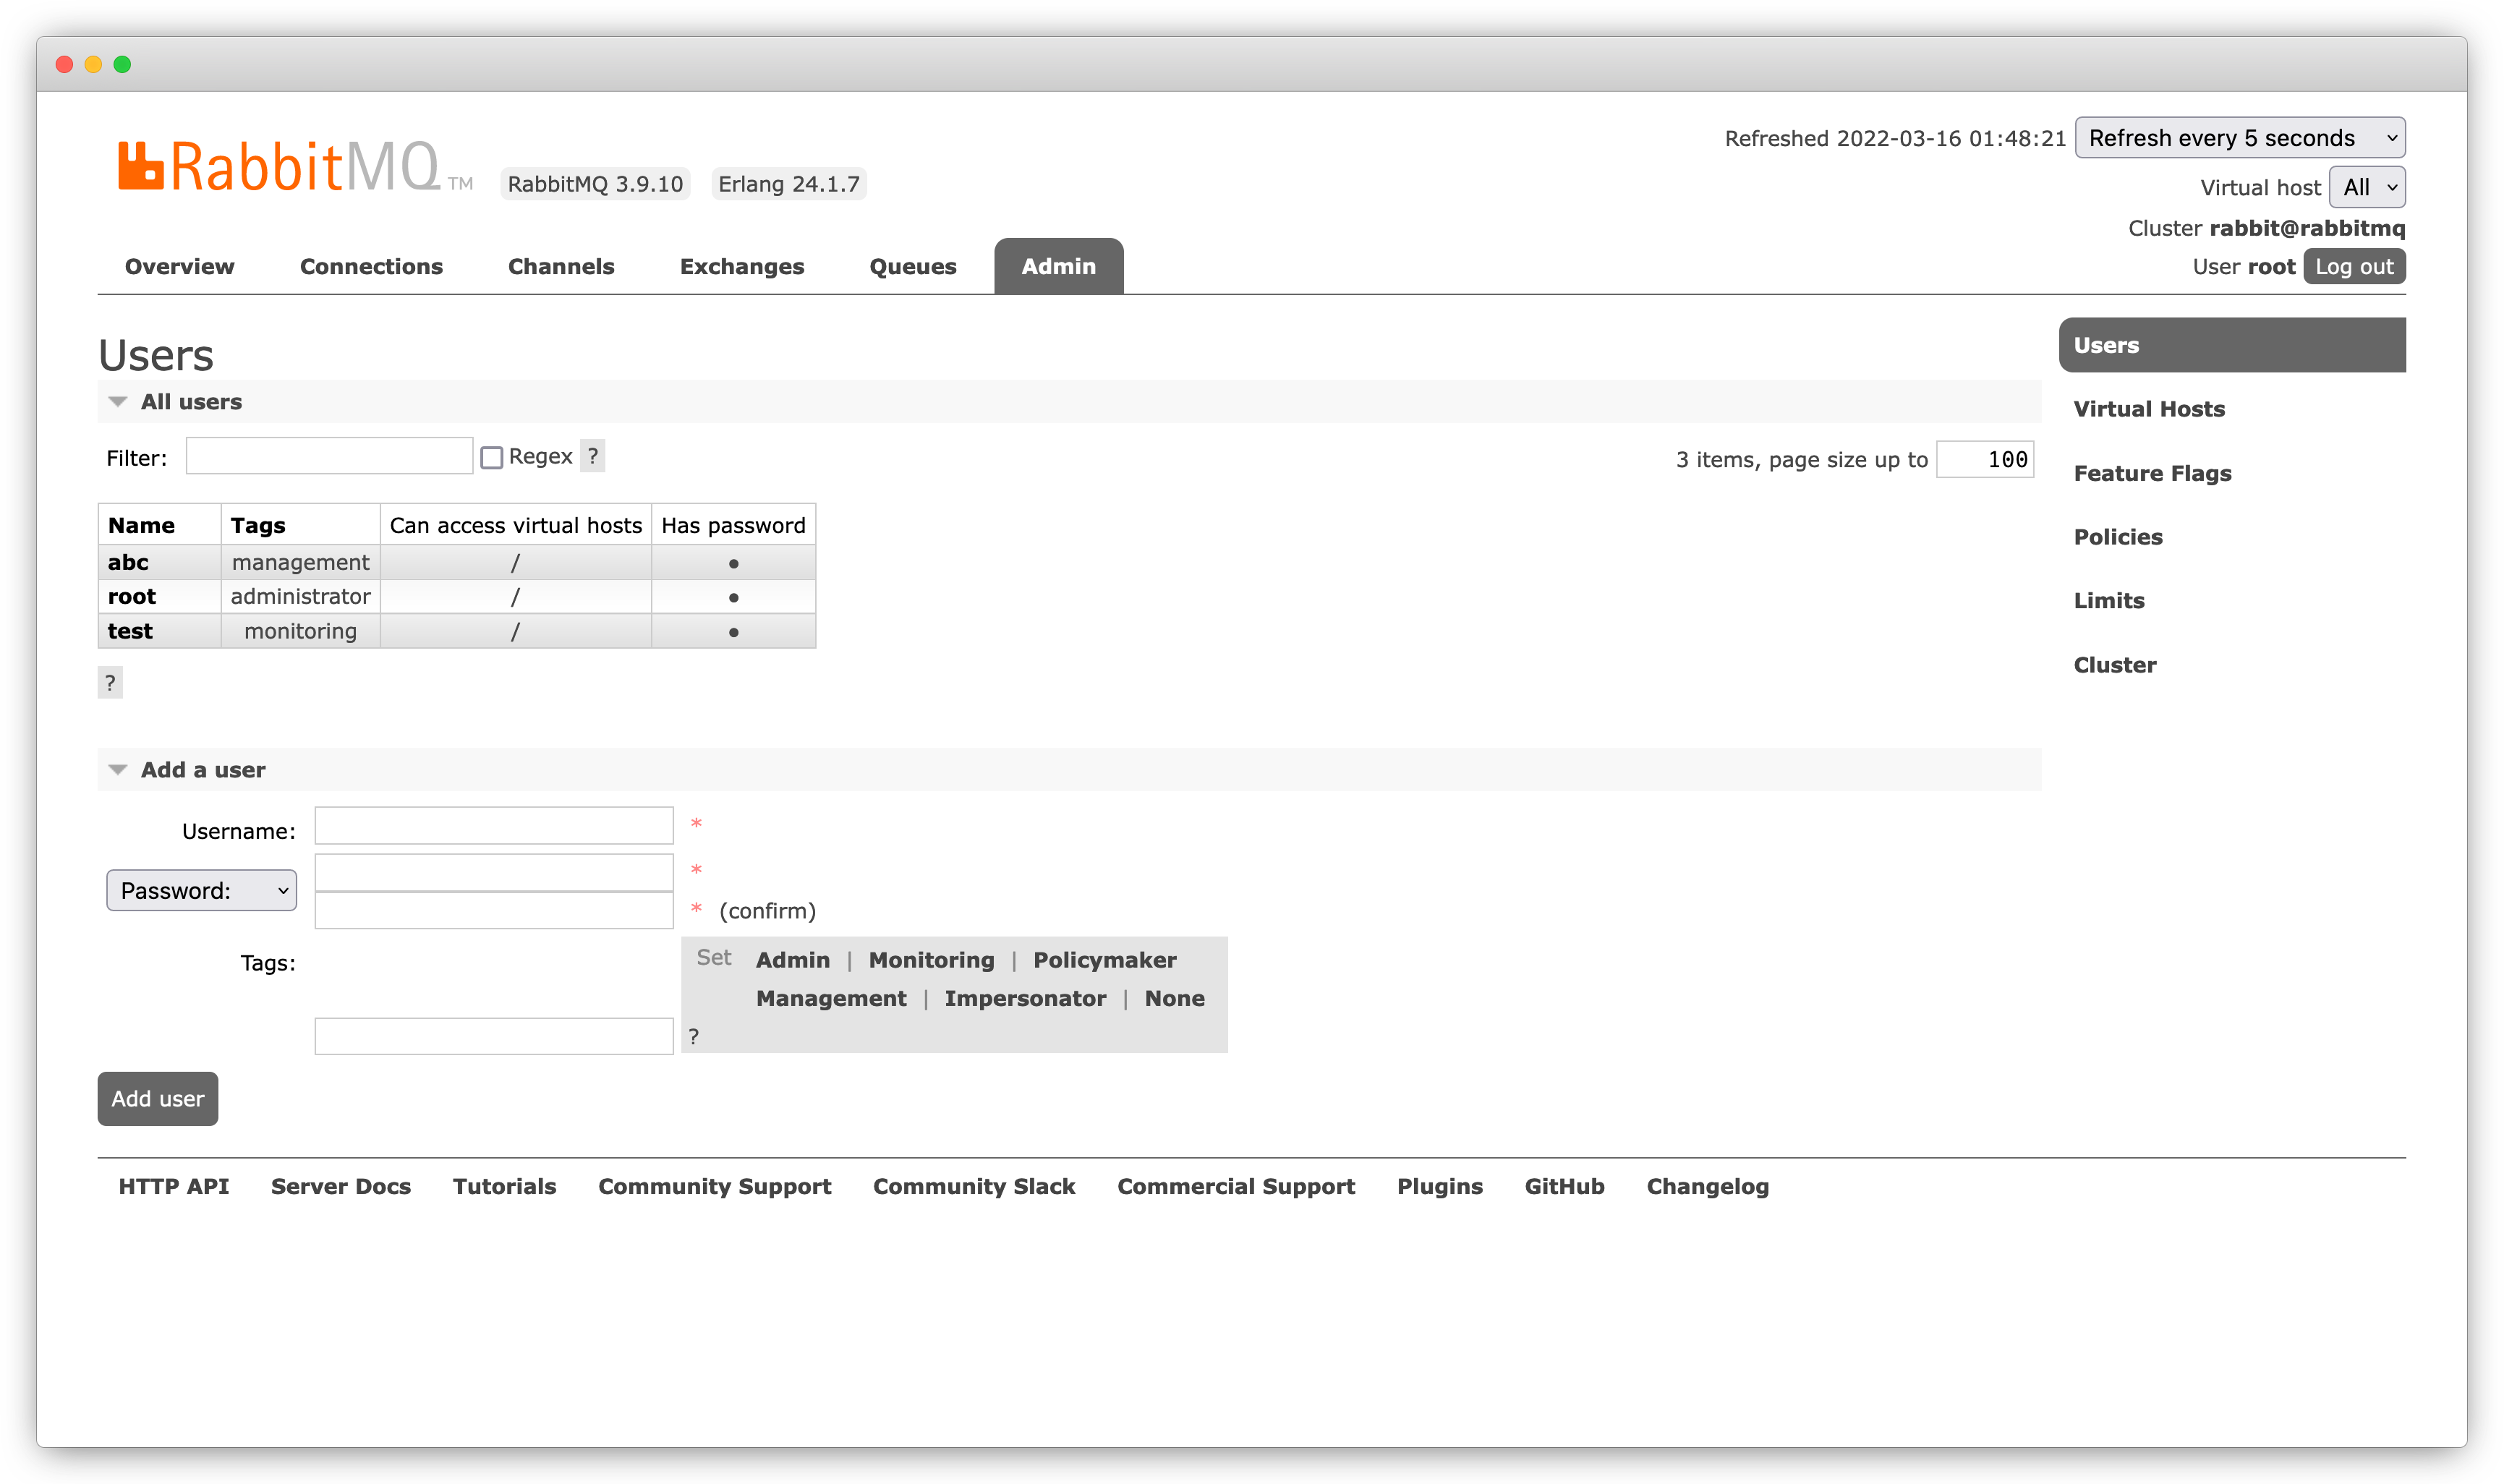 RabbitMQ TM RabbitMQ 3.9.10 Erlang 24.1.7
Refreshed 2022-03-16 01:48:21 Refresh every 5 seconds
Virtual host All
Cluster rabbit@rabbitmq
User root Log out
Overview Connections Channels Exchanges Queues Admin
Users
All users
Filter: Regex ? 3 items, page size up to 100
Name Tags Can access virtual hosts Has password
abc management / •
root administrator / •
test monitoring / •
?
Add a user
Username: *
Password: *
* (confirm)
Tags: Set Admin | Monitoring | Policymaker
Management | Impersonator | None
?
Add user
Users
Virtual Hosts
Feature Flags
Policies
Limits
Cluster
HTTP API Server Docs Tutorials Community Support Community Slack Commercial Support Plugins GitHub Changelog